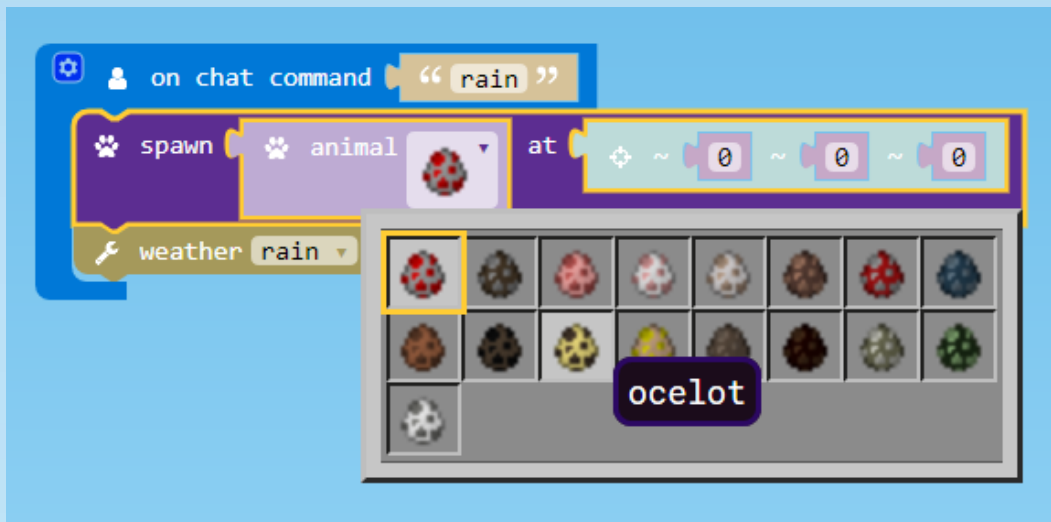 on chat command “ rain ”
spawn animal at ~ 0 ~ 0 ~ 0
weather rain
ocelot